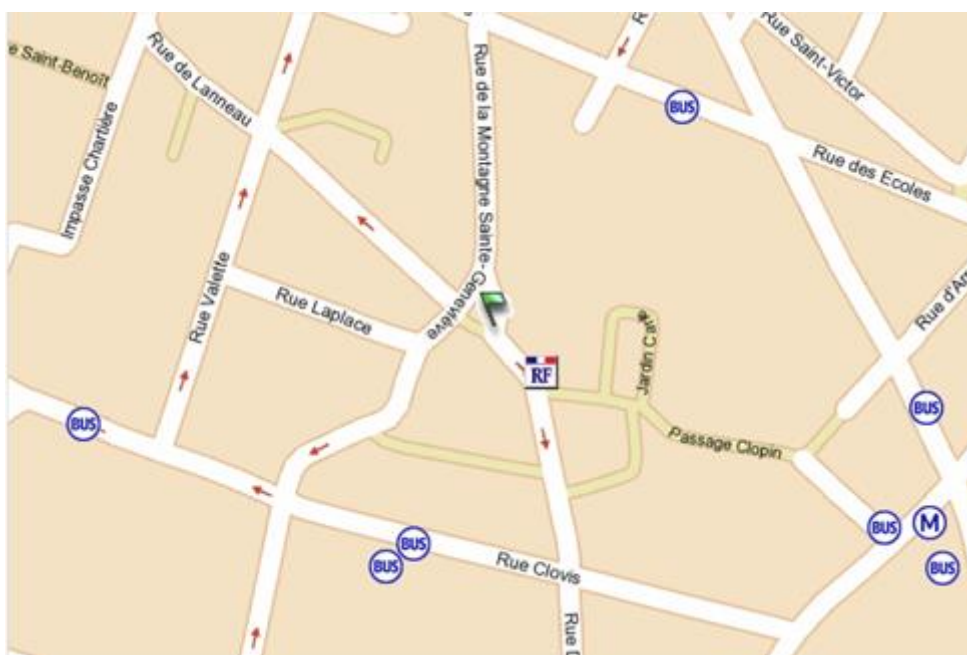 Rue Saint-Victor
e Saint-Benoît
Rue de Lanneau
Rue de la Montagne Sainte-Geneviève
R
BUS
Impasse Chartière
Rue des Ecoles
Rue Valette
Rue Laplace
Rue d'Ar
RF
Jardin Carré
BUS
BUS
Passage Clopin
BUS
M
BUS
BUS
BUS
Rue Clovis
Rue D